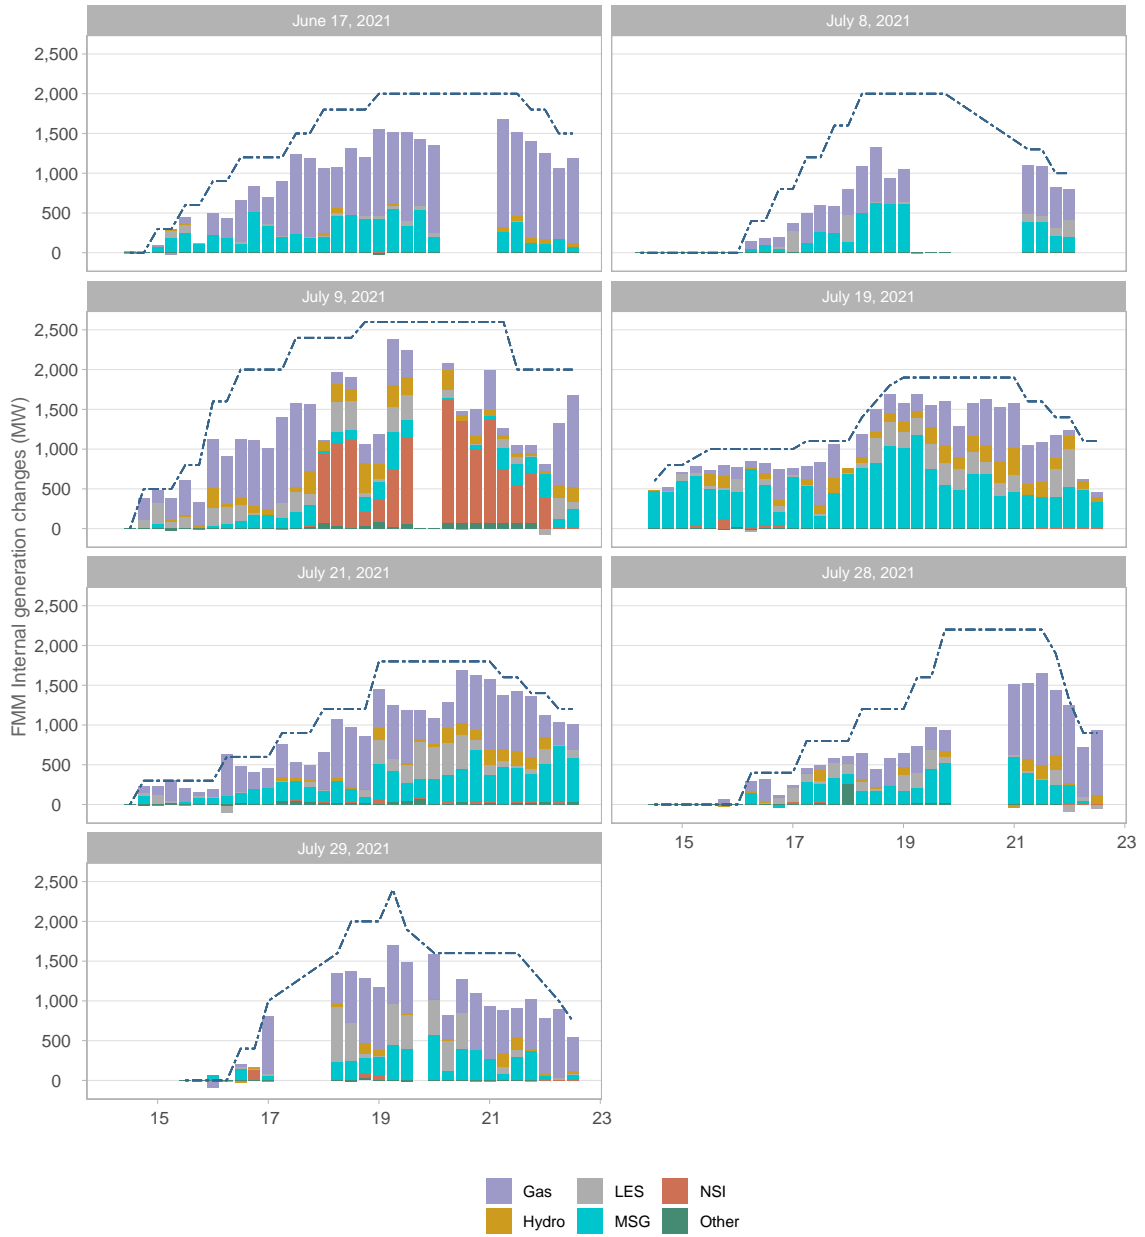 June 17, 2021
July 8, 2021
2,500
2,000
1,500
1,000
500
0
July 9, 2021
July 19, 2021
2,500
2,000
1,500
1,000
500
0
FMM Internal generation changes (MW)
July 21, 2021
July 28, 2021
2,500
2,000
1,500
1,000
500
0
15 17 19 21 23
July 29, 2021
2,500
2,000
1,500
1,000
500
0
15 17 19 21 23
Gas LES NSI
Hydro MSG Other